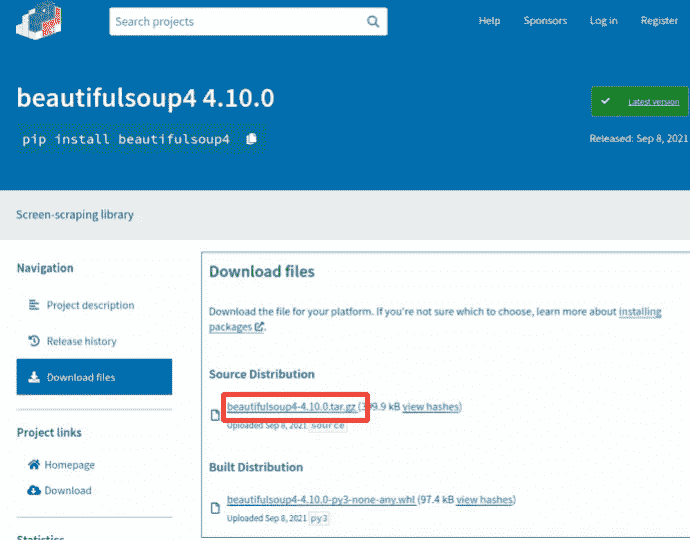 Search projects
Help
Sponsors
Log in
Register
beautifulsoup4 4.10.0
pip install beautifulsoup4
Latest version
Released: Sep 8, 2021
Screen-scraping library
Navigation
Project description
Release history
Download files
Project links
Homepage
Download
Statistics
Download files
Download the file for your platform. If you're not sure which to choose, learn more about installing
packages.
Source Distribution
beautifulsoup4-4.10.0.tar.gz (399.9 kB view hashes)
Uploaded Sep 8, 2021 source
Built Distribution
beautifulsoup4-4.10.0-py3-none-any.whl (97.4 kB view hashes)
Uploaded Sep 8, 2021 py3